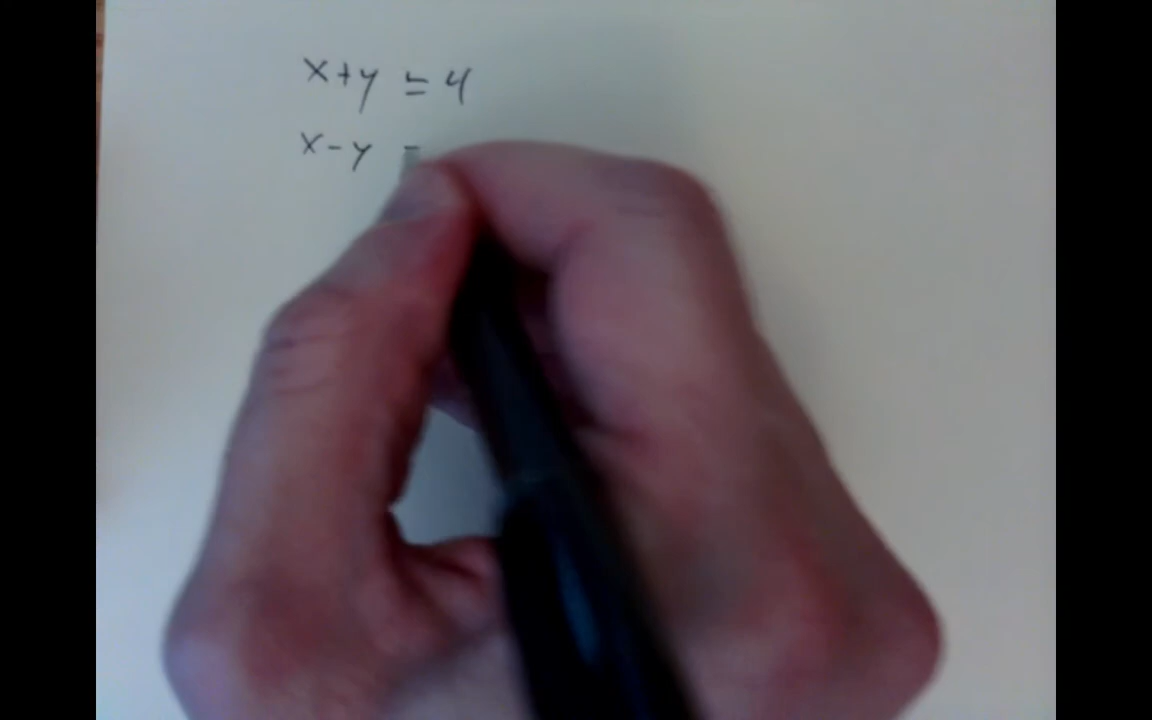 x+y = 4
x-y =